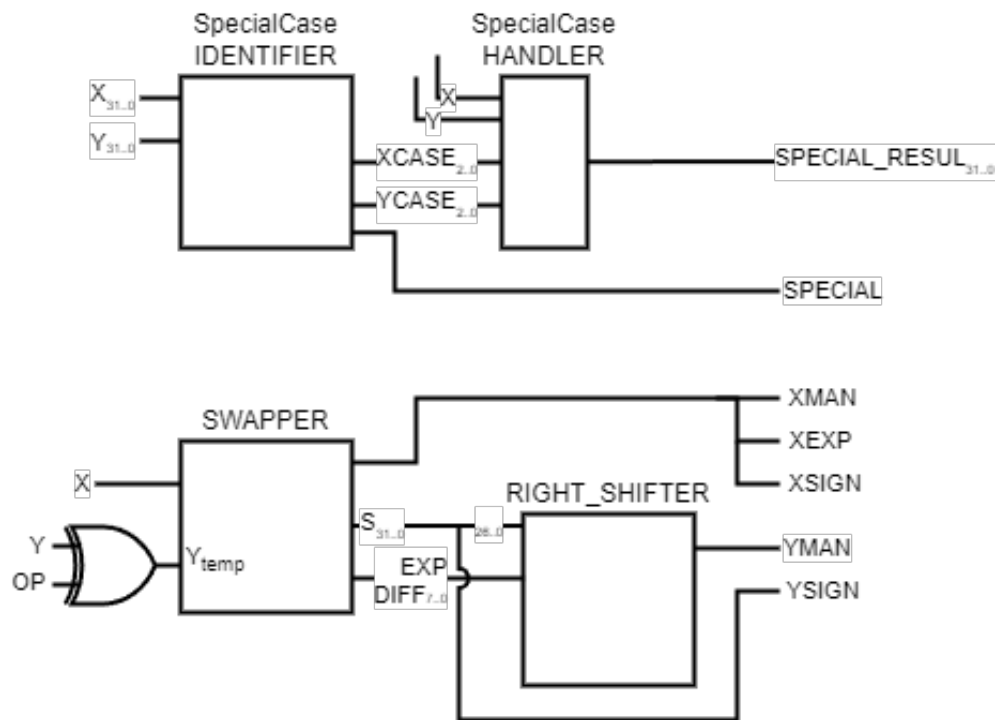 SpecialCase
IDENTIFIER
SpecialCase
HANDLER
X31..0
Y31..0
X
Y
XCASE2..0
YCASE2..0
SPECIAL_RESUL31..0
SPECIAL
SWAPPER
X
Y
OP
Ytemp
S31..0
EXP
DIFF7..0
26..0
RIGHT_SHIFTER
XMAN
XEXP
XSIGN
YMAN
YSIGN